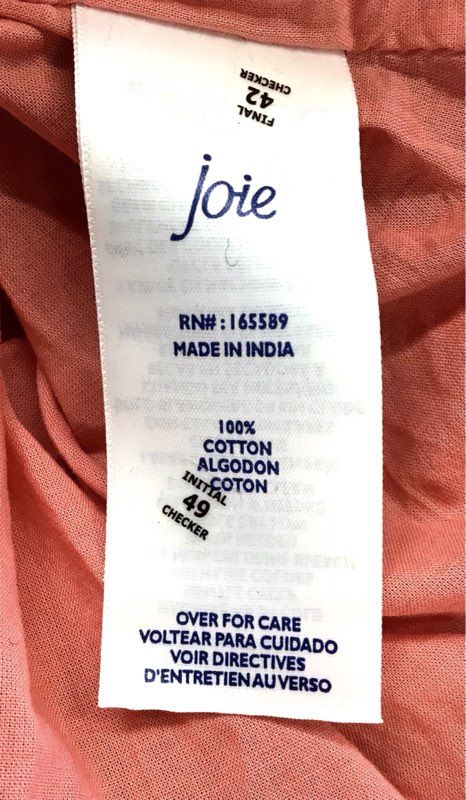 FINAL
42
CHECKER
joie
RN#:165589
MADE IN INDIA
100%
COTTON
ALGODON
COTON
INITIAL
49
CHECKER
OVER FOR CARE
VOLTEAR PARA CUIDADO
VOIR DIRECTIVES
D'ENTRETIEN AU VERSO